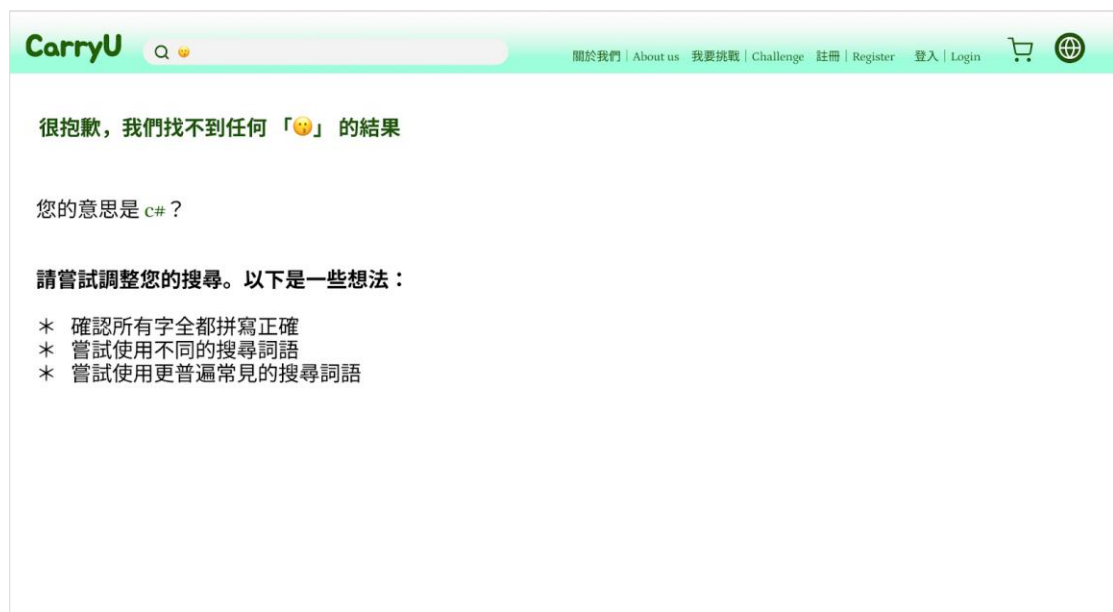 CarryU
😗
關於我們｜About us 我要挑戰｜Challenge 註冊｜Register 登入｜Login
很抱歉，我們找不到任何 「😗」 的結果
您的意思是 c#？
請嘗試調整您的搜尋。以下是一些想法：
＊ 確認所有字全都拼寫正確
＊ 嘗試使用不同的搜尋詞語
＊ 嘗試使用更普遍常見的搜尋詞語